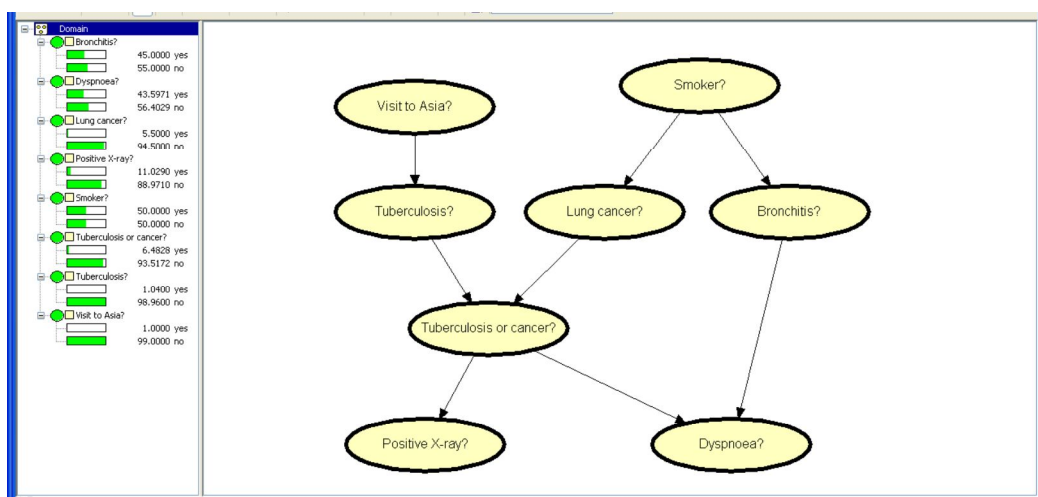 Domain
Bronchitis?
45.0000 yes
55.0000 no
Dyspnoea?
43.5971 yes
56.4029 no
Lung cancer?
5.5000 yes
94.5000 no
Positive X-ray?
11.0290 yes
88.9710 no
Smoker?
50.0000 yes
50.0000 no
Tuberculosis or cancer?
6.4828 yes
93.5172 no
Tuberculosis?
1.0400 yes
98.9600 no
Visit to Asia?
1.0000 yes
99.0000 no
Visit to Asia?
Smoker?
Tuberculosis?
Lung cancer?
Bronchitis?
Tuberculosis or cancer?
Positive X-ray?
Dyspnoea?